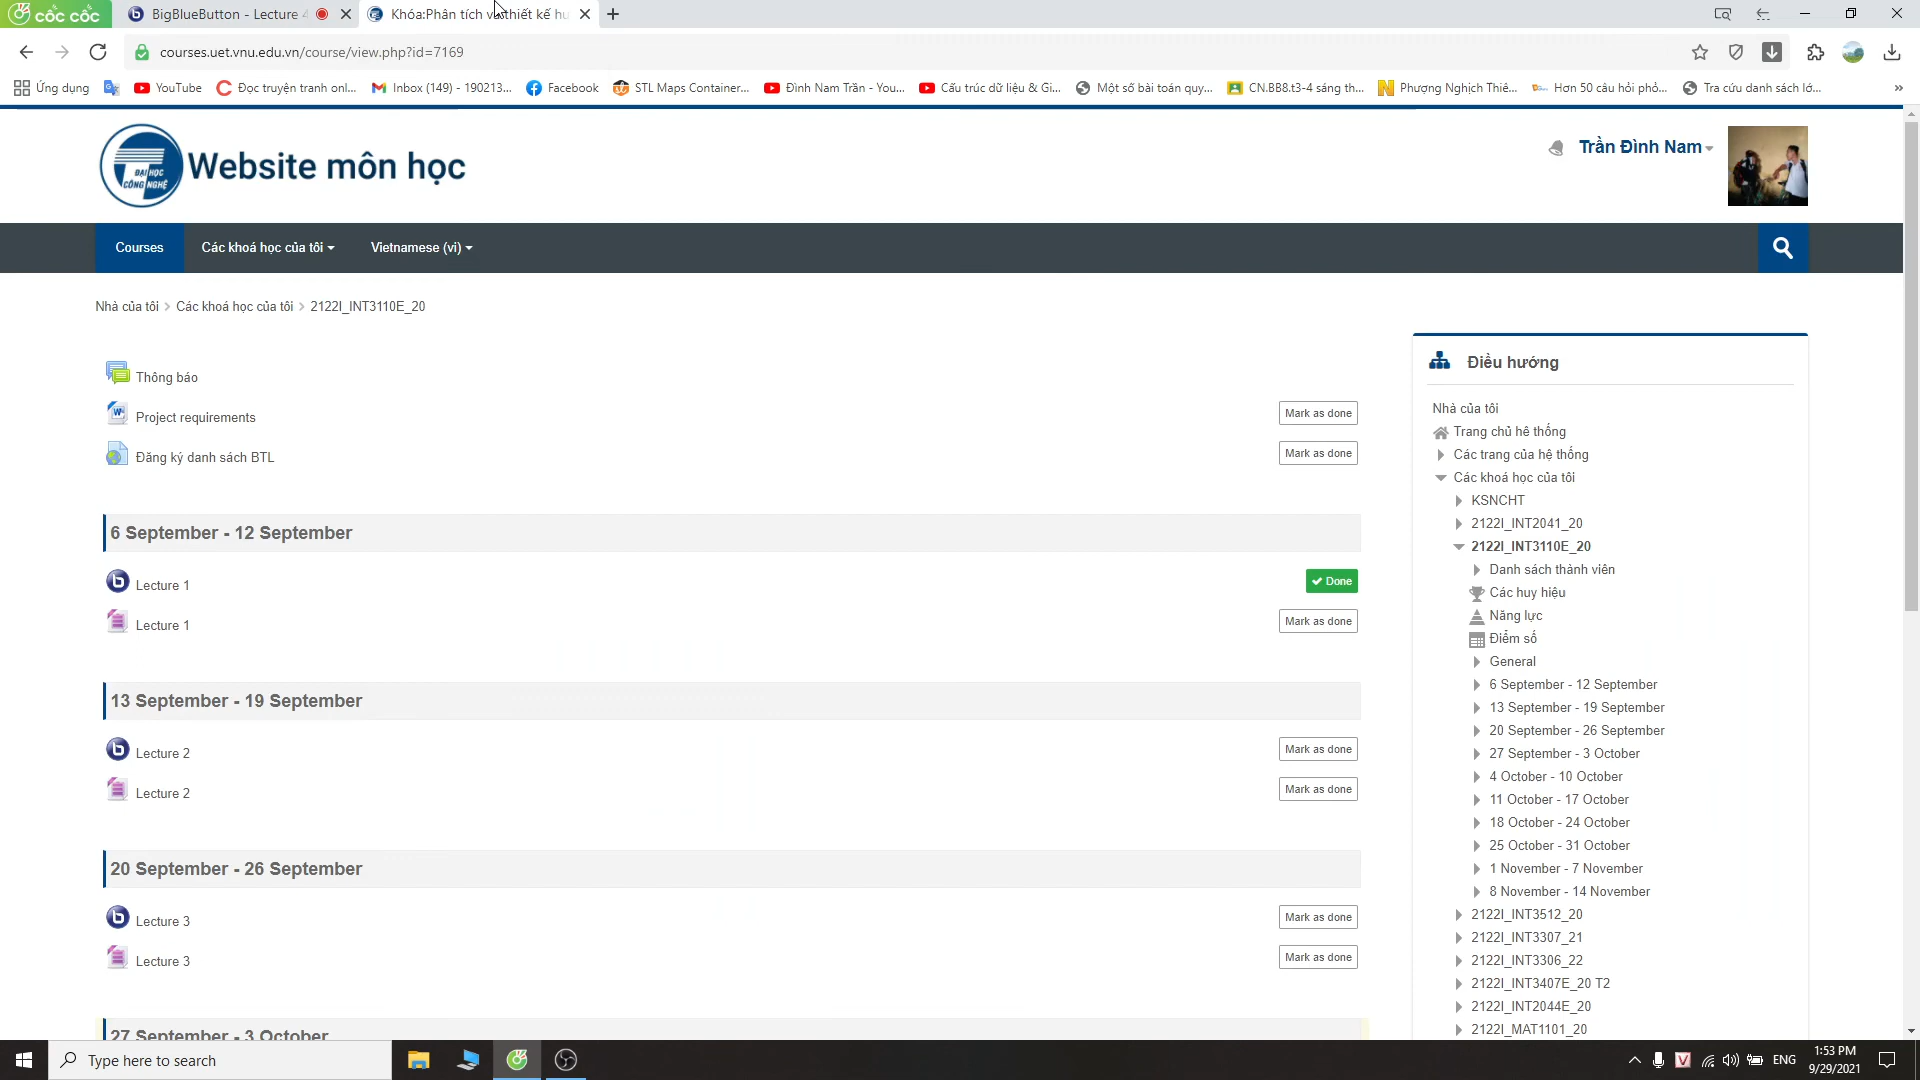 cốc cốc
BigBlueButton - Lecture
Khóa:Phân tích và thiết kế hư
courses.uet.vnu.edu.vn/course/view.php?id=7169
Ứng dụng
YouTube
Đọc truyện tranh onl...
Inbox (149) - 190213...
Facebook
STL Maps Container...
Đình Nam Trần - You...
Cấu trúc dữ liệu & Gi...
Một số bài toán quy...
CN.BB8.t3-4 sáng th...
Phượng Nghịch Thiê...
Hơn 50 câu hỏi phỏ...
Tra cứu danh sách ló...
ĐẠI HỌC
CÔNG NGHỆ
Website môn học
Trần Đình Nam
Courses
Các khoá học của tôi
Vietnamese (vi)
Nhà của tôi
Các khoá học của tôi
2122I_INT3110E_20
Thông báo
Project requirements
Mark as done
Đăng ký danh sách BTL
Mark as done
6 September - 12 September
Lecture 1
Done
Lecture 1
Mark as done
13 September - 19 September
Lecture 2
Mark as done
Lecture 2
Mark as done
20 September - 26 September
Lecture 3
Mark as done
Lecture 3
Mark as done
27 September - 3 October
Điều hướng
Nhà của tôi
Trang chủ hệ thống
Các trang của hệ thống
Các khoá học của tôi
KSNCHT
2122I_INT2041_20
2122I_INT3110E_20
Danh sách thành viên
Các huy hiệu
Năng lực
Điểm số
General
6 September - 12 September
13 September - 19 September
20 September - 26 September
27 September - 3 October
4 October - 10 October
11 October - 17 October
18 October - 24 October
25 October - 31 October
1 November - 7 November
8 November - 14 November
2122I_INT3512_20
2122I_INT3307_21
2122I_INT3306_22
2122I_INT3407E_20 T2
2122I_INT2044E_20
2122I_MAT1101_20
Type here to search
ENG
1:53 PM
9/29/2021